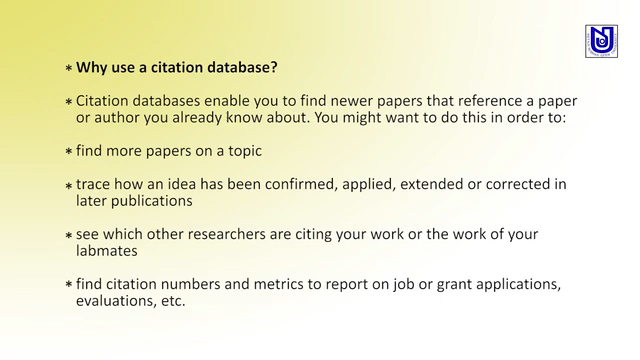 * Why use a citation database?
* Citation databases enable you to find newer papers that reference a paper
or author you already know about. You might want to do this in order to:
* find more papers on a topic
* trace how an idea has been confirmed, applied, extended or corrected in
later publications
* see which other researchers are citing your work or the work of your
labmates
* find citation numbers and metrics to report on job or grant applications,
evaluations, etc.